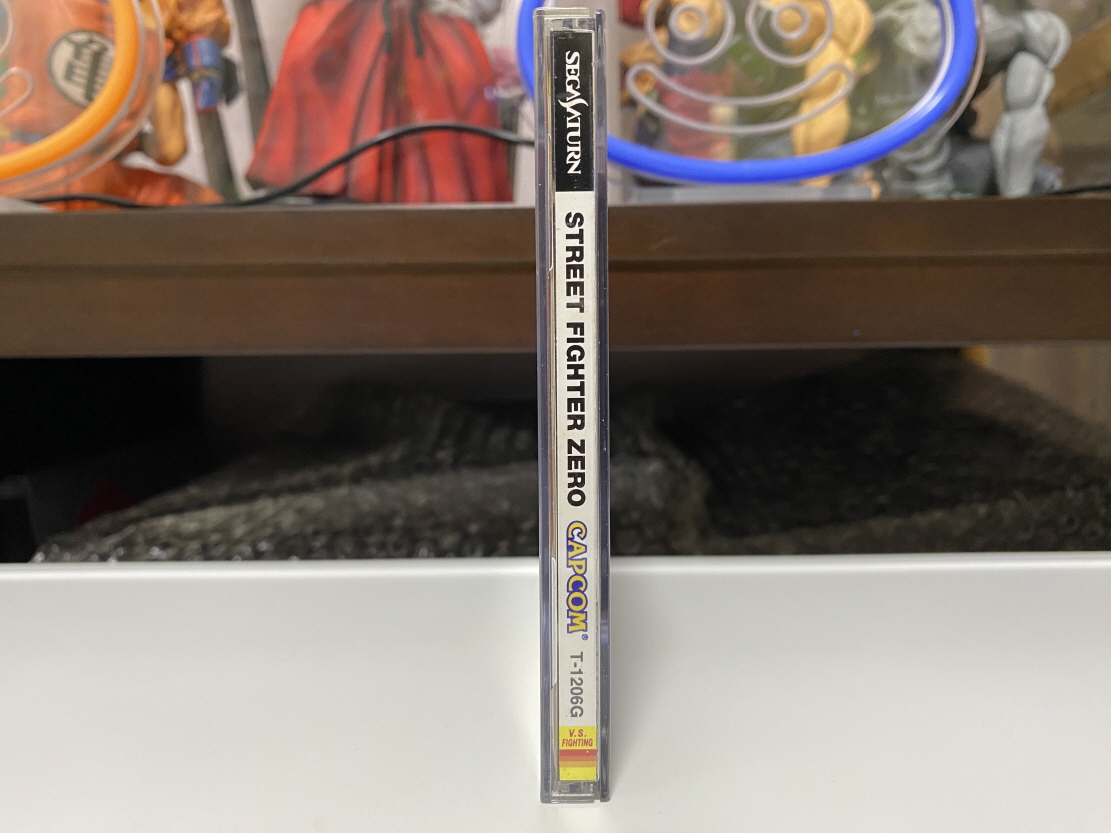 SEGA SATURN
STREET FIGHTER ZERO
CAPCOM®
T-1206G
V.S.
FIGHTING